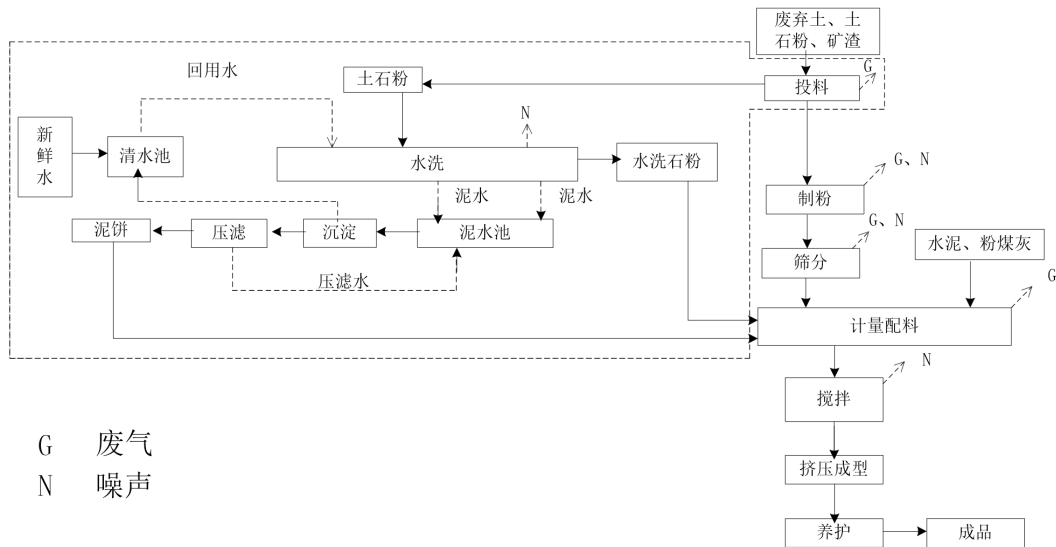 废弃土、土
石粉、矿渣
G
投料
回用水
土石粉
N
新
鲜
水
清水池
水洗
水洗石粉
G、N
制粉
泥水
泥水
G、N
泥饼
压滤
沉淀
泥水池
水泥、粉煤灰
筛分
G
压滤水
计量配料
N
搅拌
G 废气
N 噪声
挤压成型
养护
成品